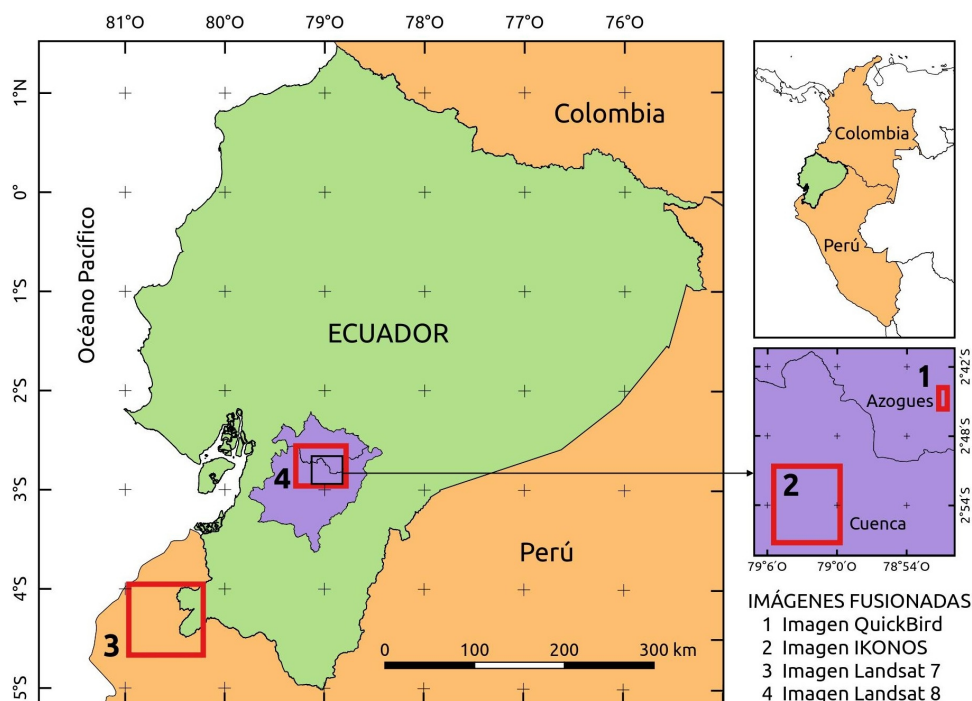 81°O 80°O 79°O 78°O 77°O 76°O
1°N
0°
1°S
2°S
3°S
4°S
5°S
Océano Pacífico
Colombia
ECUADOR
Perú
4
3
0 100 200 300 km
Colombia
Perú
1
Azogues
2
Cuenca
2°42'S
2°48'S
2°54'S
79°6'O 79°0'O 78°54'O
IMÁGENES FUSIONADAS
1 Imagen QuickBird
2 Imagen IKONOS
3 Imagen Landsat 7
4 Imagen Landsat 8